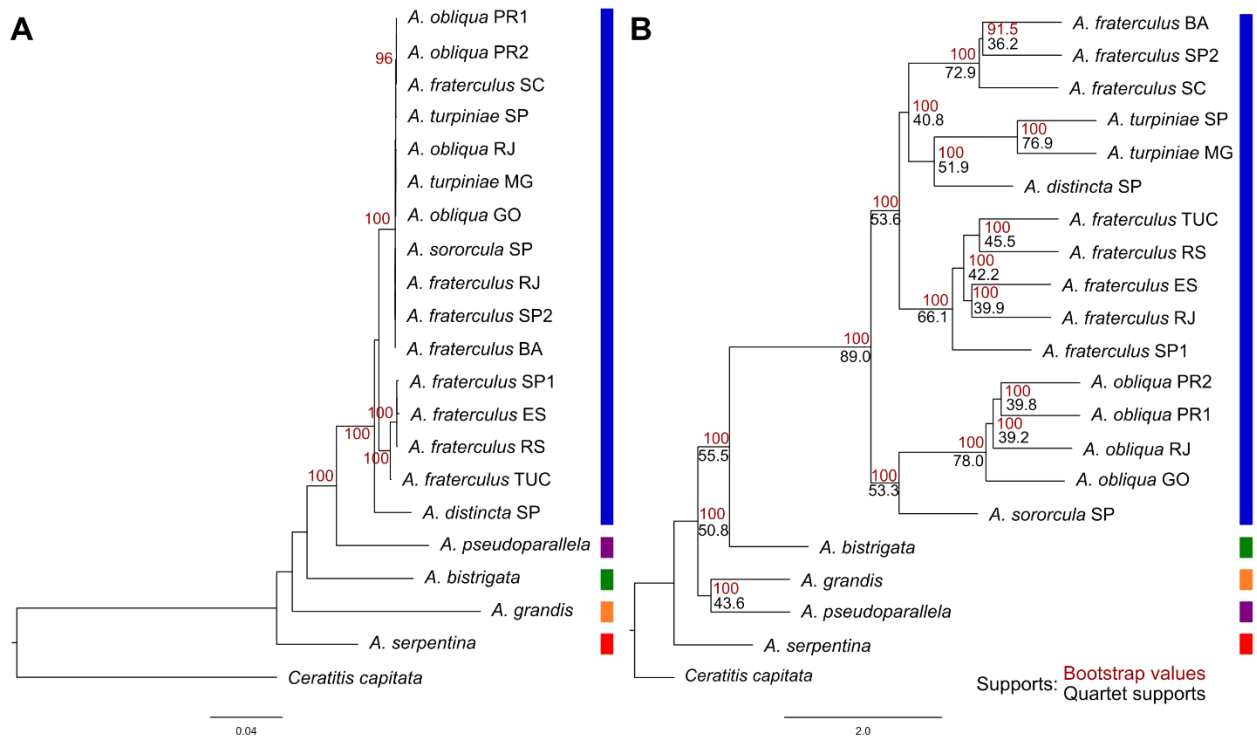 A
A. obliqua PR1
A. obliqua PR2
96
A. fraterculus SC
A. turpiniae SP
A. obliqua RJ
A. turpiniae MG
A. obliqua GO
100
A. sororcula SP
A. fraterculus RJ
A. fraterculus SP2
A. fraterculus BA
A. fraterculus SP1
A. fraterculus ES
100
100
A. fraterculus RS
100
A. fraterculus TUC
100
A. distincta SP
A. pseudoparallela
A. bistrigata
A. grandis
A. serpentina
Ceratitis capitata
0.04
B
A. fraterculus BA
91.5
36.2
A. fraterculus SP2
100
72.9
A. fraterculus SC
100
40.8
A. turpiniae SP
100
76.9
A. turpiniae MG
100
51.9
A. distincta SP
100
53.6
A. fraterculus TUC
100
45.5
A. fraterculus RS
100
42.2
A. fraterculus ES
100
39.9
A. fraterculus RJ
100
66.1
A. fraterculus SP1
100
89.0
A. obliqua PR2
100
39.8
A. obliqua PR1
100
39.2
A. obliqua RJ
100
78.0
A. obliqua GO
100
53.3
A. sororcula SP
100
55.5
A. bistrigata
100
50.8
A. grandis
100
43.6
A. pseudoparallela
A. serpentina
Ceratitis capitata
Supports: Bootstrap values
Quartet supports
2.0